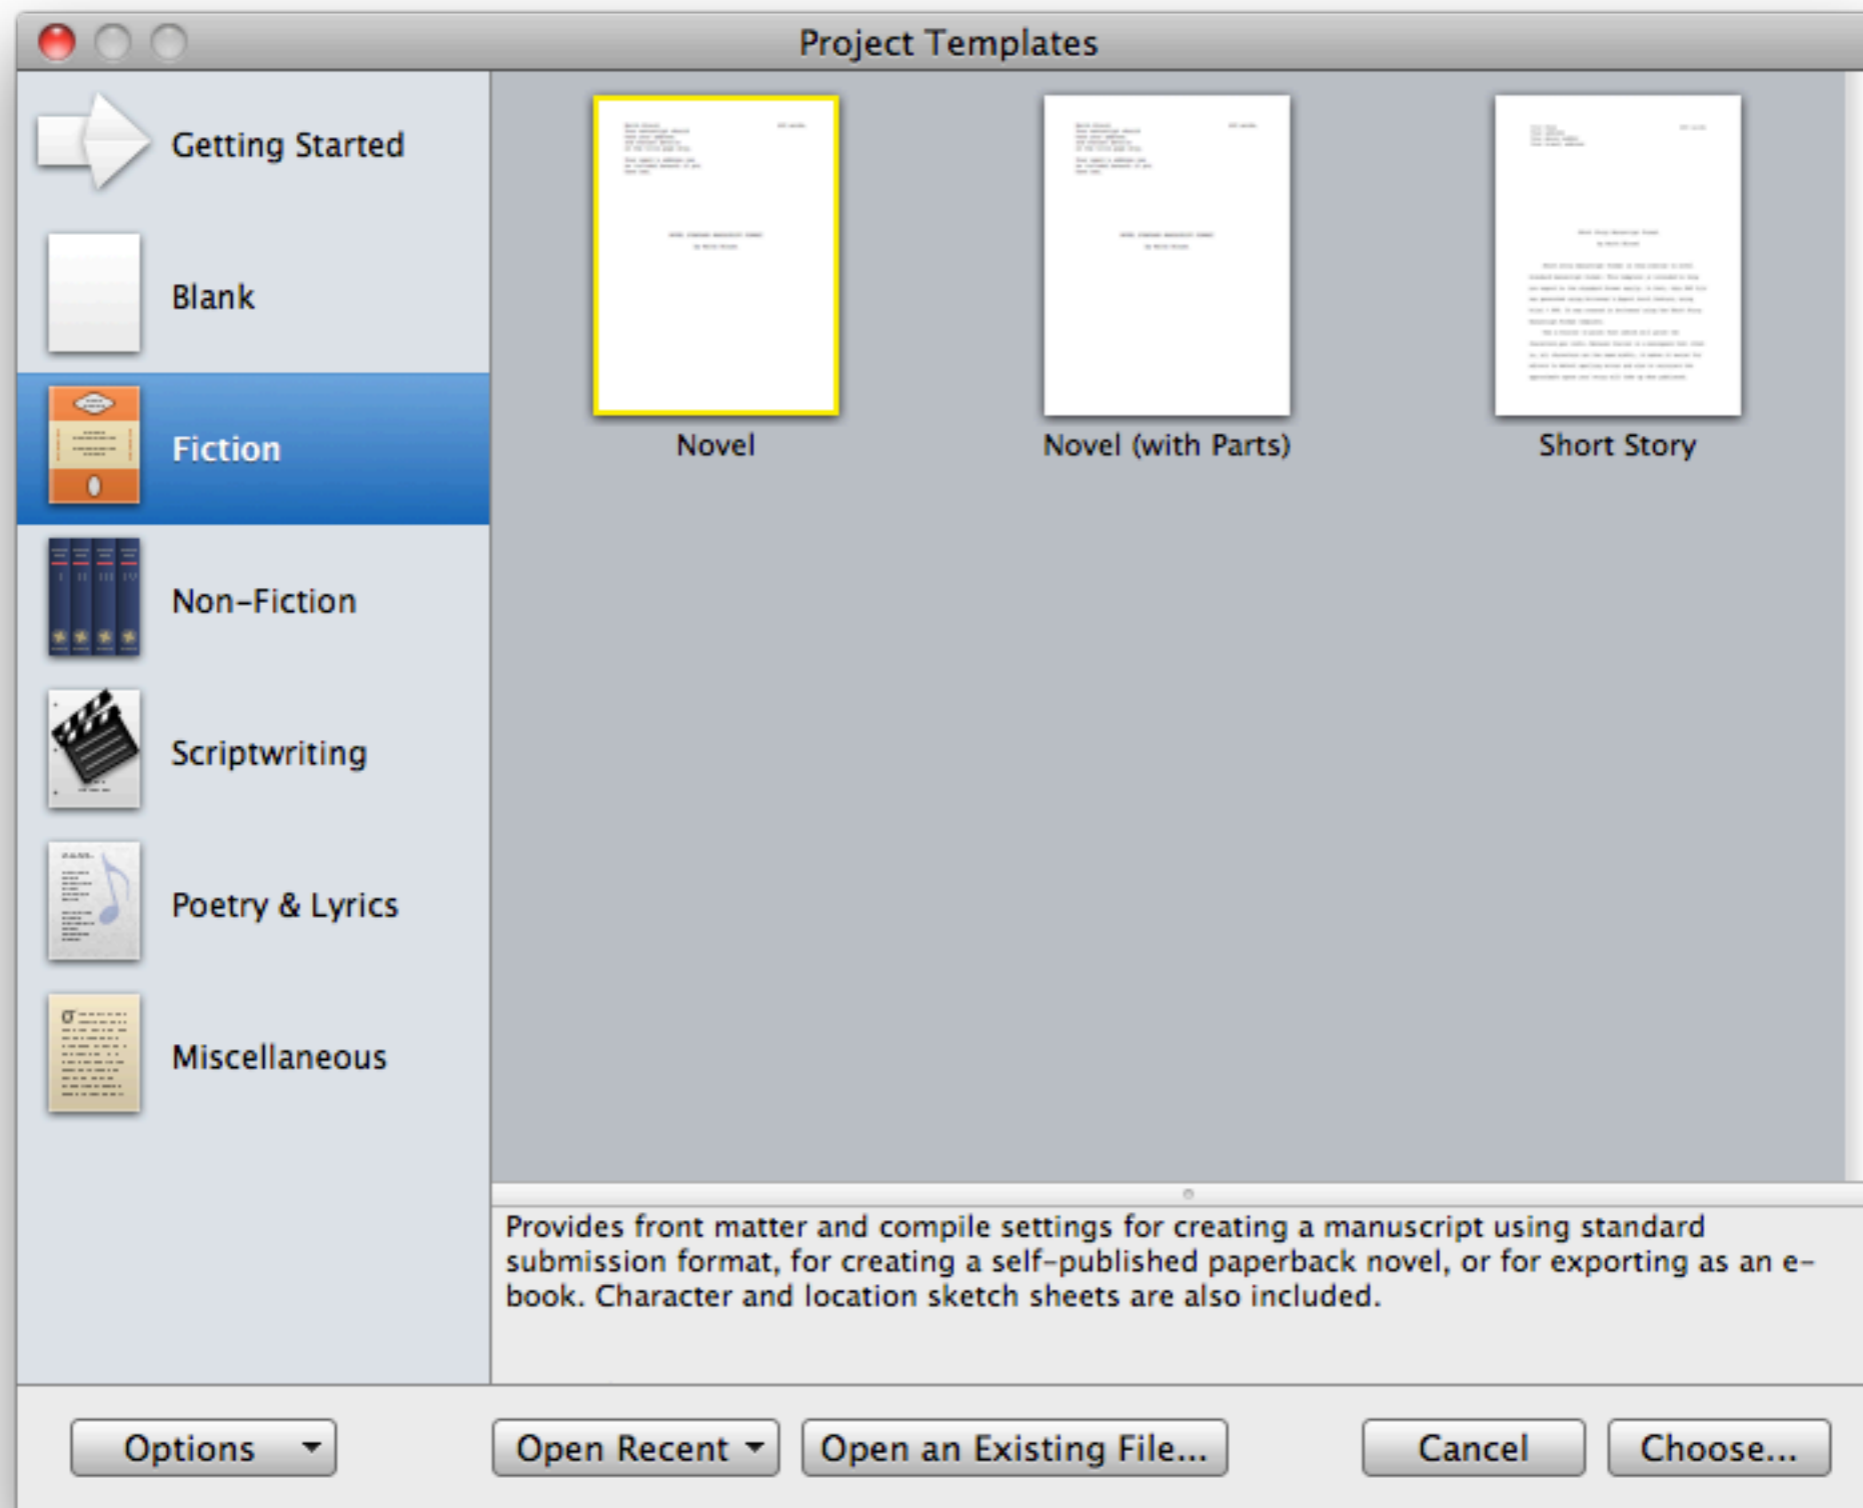 Project Templates
Getting Started
Blank
Fiction
Non-Fiction
Scriptwriting
Poetry & Lyrics
Miscellaneous
Novel
Novel (with Parts)
Short Story
Provides front matter and compile settings for creating a manuscript using standard
submission format, for creating a self-published paperback novel, or for exporting as an e-
book. Character and location sketch sheets are also included.
Options
Open Recent
Open an Existing File...
Cancel
Choose...